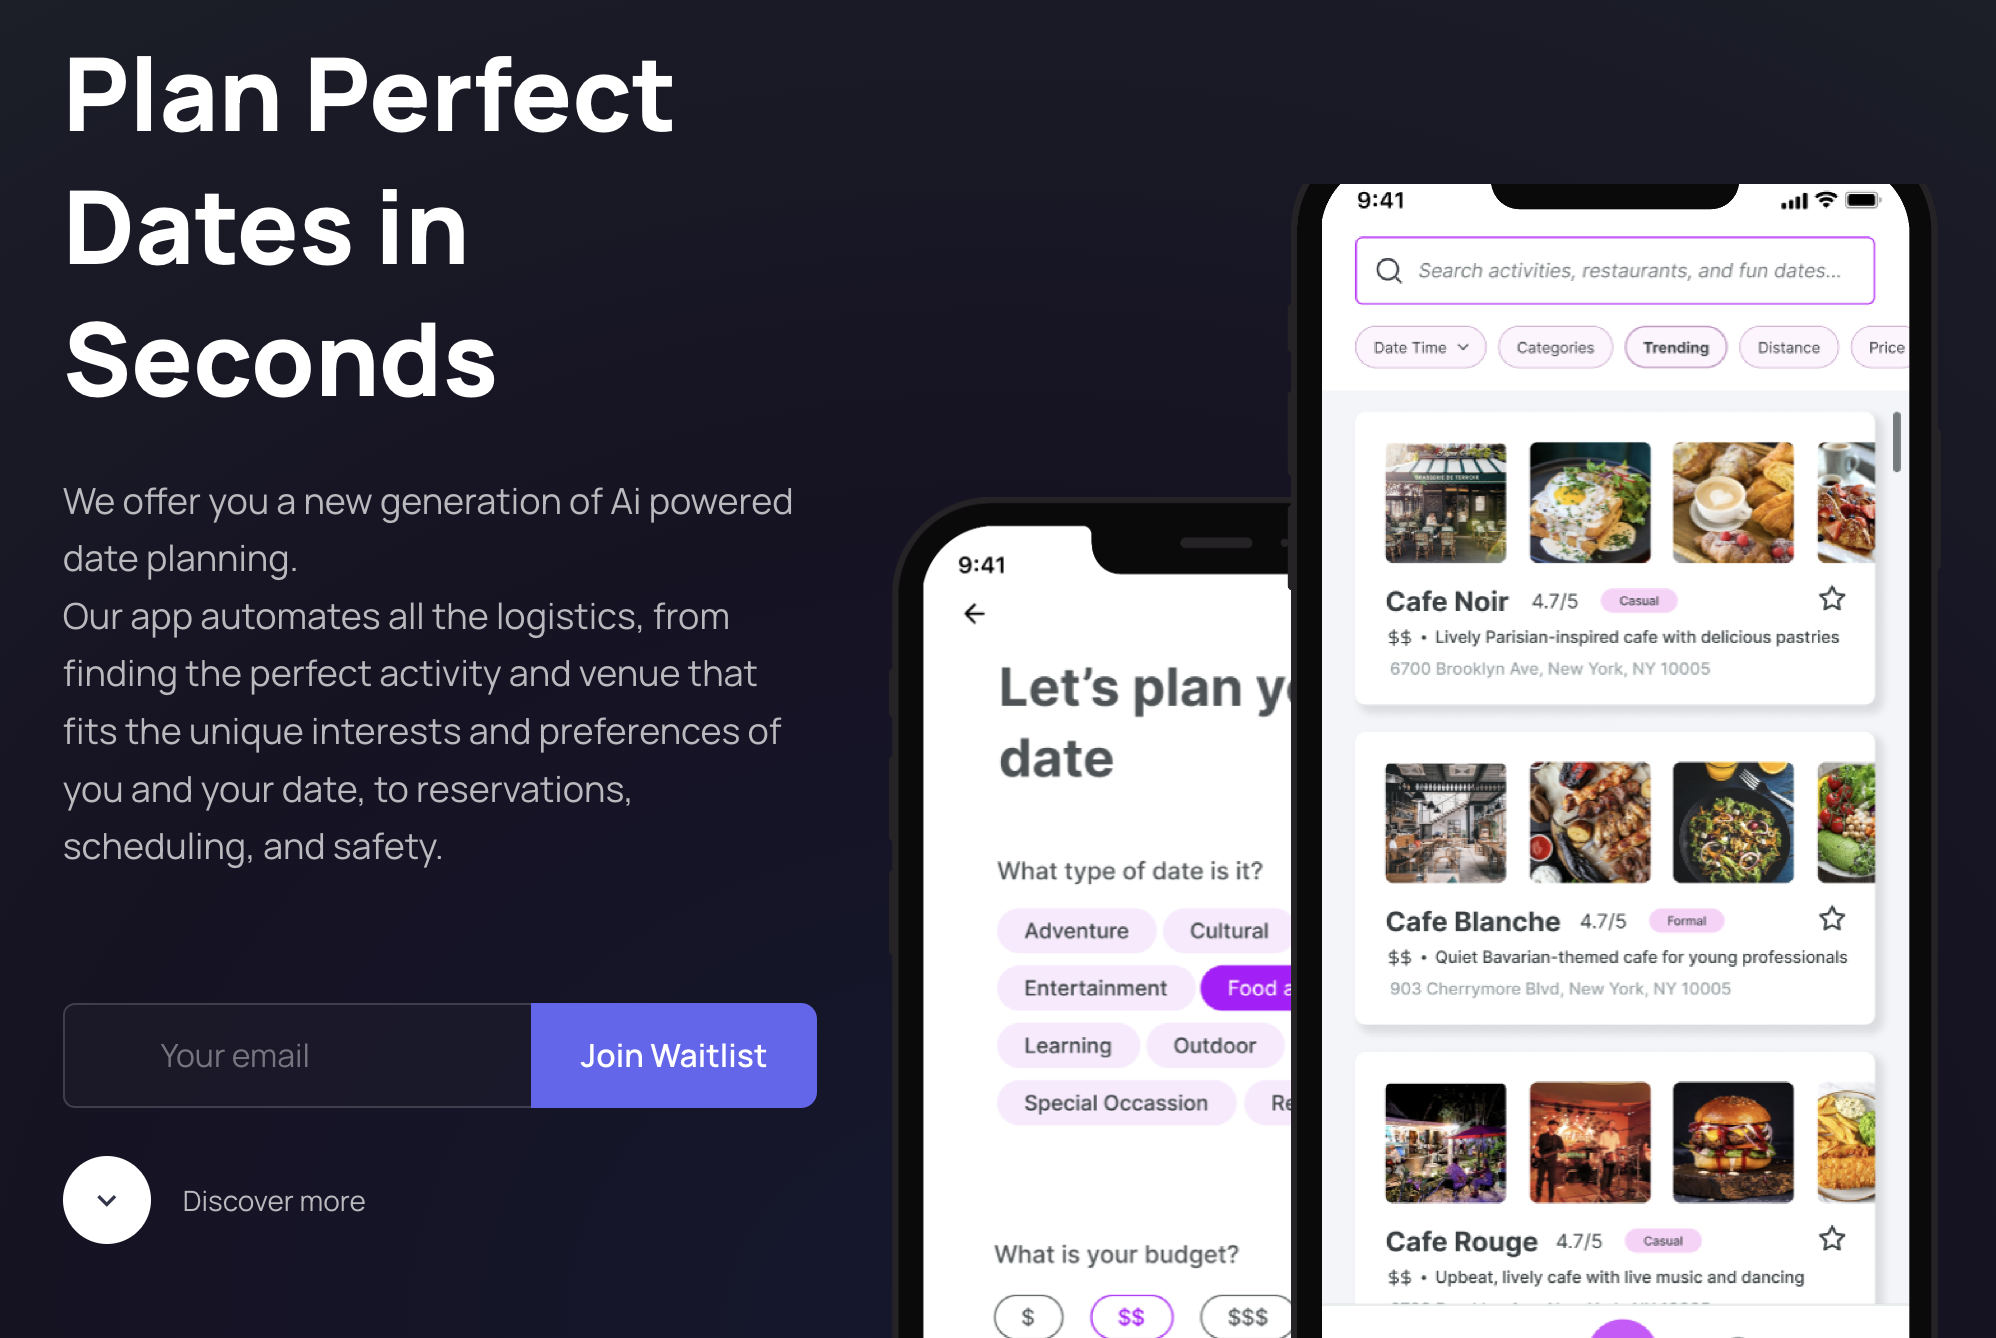 Plan Perfect
Dates in
Seconds
We offer you a new generation of Ai powered
date planning.
Our app automates all the logistics, from
finding the perfect activity and venue that
fits the unique interests and preferences of
you and your date, to reservations,
scheduling, and safety.
Your email
Join Waitlist
Discover more
9:41
Let's plan
date
What type of date is it?
Adventure
Cultural
Entertainment
Food
Learning
Outdoor
Special Occassion
What is your budget?
$
$$
$$$
9:41
Search activities, restaurants, and fun dates...
Date Time
Categories
Trending
Distance
Price
BRASSERIE DE TERROIR
Cafe Noir 4.7/5 Casual
$$ • Lively Parisian-inspired cafe with delicious pastries
6700 Brooklyn Ave, New York, NY 10005
Cafe Blanche 4.7/5 Formal
$$ • Quiet Bavarian-themed cafe for young professionals
903 Cherrymore Blvd, New York, NY 10005
Cafe Rouge 4.7/5 Casual
$$ • Upbeat, lively cafe with live music and dancing